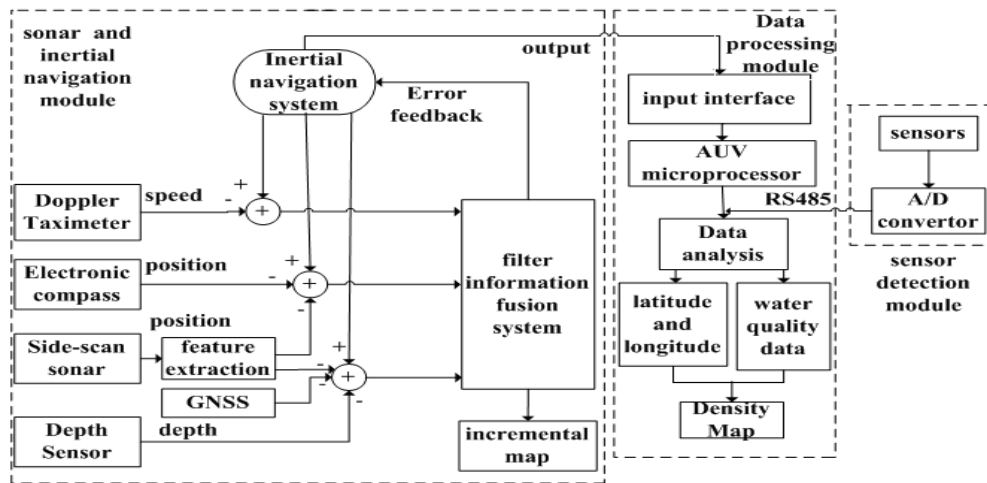 sonar and
inertial
navigation
module
Inertial
navigation
system
output
Error
feedback
Doppler
Taximeter
speed
+
-
+
Electronic
compass
position
+
-
+
-
Side-scan
sonar
position
feature
extraction
GNSS
+
-
-
+
-
Depth
Sensor
depth
filter
information
fusion
system
incremental
map
Data
processing
module
input interface
AUV
microprocessor
RS485
Data
analysis
latitude
and
longitude
water
quality
data
Density
Map
sensors
A/D
convertor
sensor
detection
module